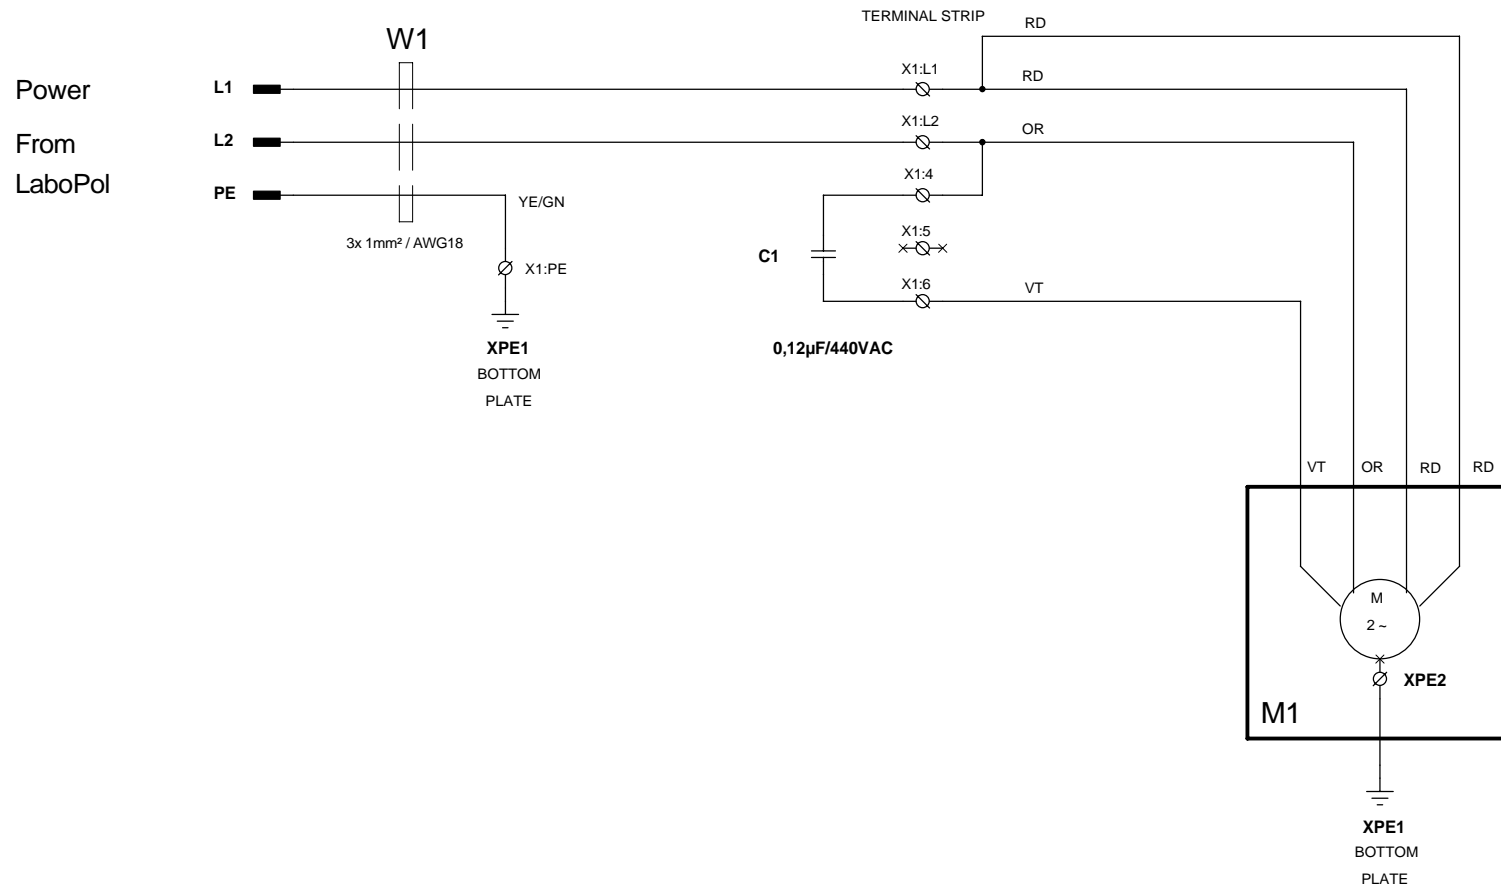 TERMINAL STRIP
RD
W1
Power
L1
X1:L1
RD
From
L2
X1:L2
OR
LaboPol
PE
YE/GN
X1:4
3x 1mm² / AWG18
X1:5
C1
X1:PE
X1:6
VT
XPE1
BOTTOM
PLATE
0,12µF/440VAC
VT
OR
RD
RD
M
2 ~
XPE2
M1
XPE1
BOTTOM
PLATE